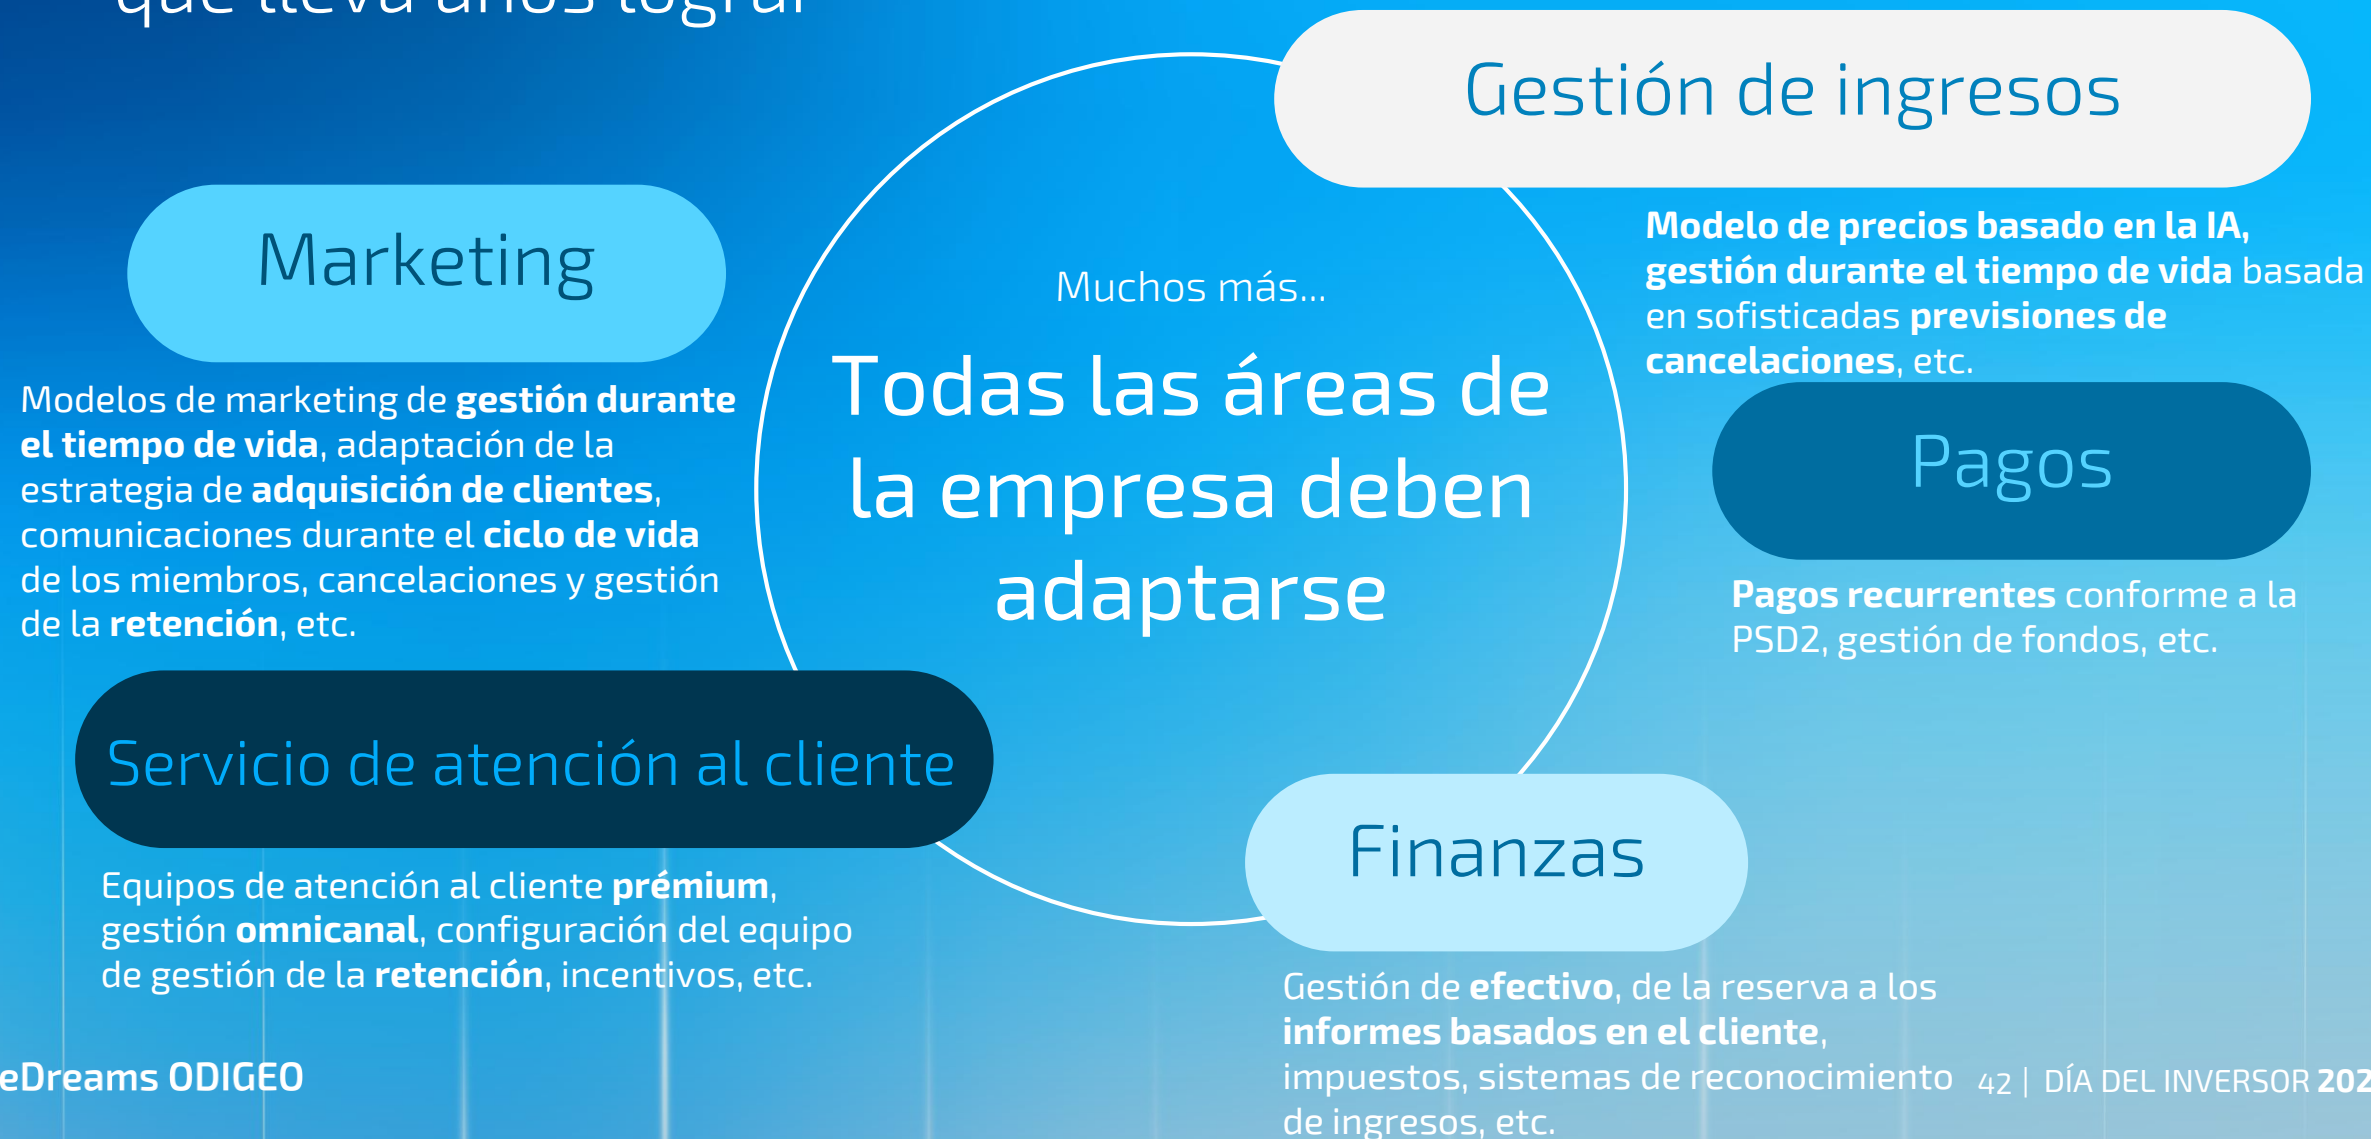 que lleva años lograr
Gestión de ingresos
Modelo de precios basado en la IA,
gestión durante el tiempo de vida basada
en sofisticadas previsiones de
cancelaciones, etc.
Marketing
Modelos de marketing de gestión durante
el tiempo de vida, adaptación de la
estrategia de adquisición de clientes,
comunicaciones durante el ciclo de vida
de los miembros, cancelaciones y gestión
de la retención, etc.
Muchos más...
Todas las áreas de
la empresa deben
adaptarse
Pagos
Pagos recurrentes conforme a la
PSD2, gestión de fondos, etc.
Servicio de atención al cliente
Equipos de atención al cliente prémium,
gestión omnicanal, configuración del equipo
de gestión de la retención, incentivos, etc.
Finanzas
Gestión de efectivo, de la reserva a los
informes basados en el cliente,
impuestos, sistemas de reconocimiento
de ingresos, etc.
eDreams ODIGEO
42 | DÍA DEL INVERSOR